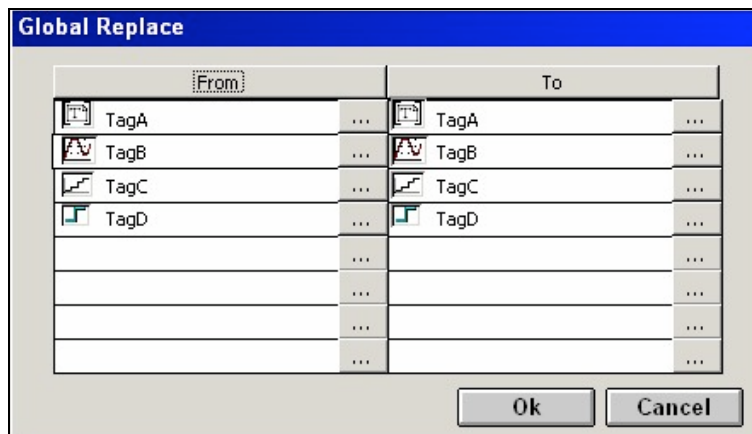 Global Replace
From To
TagA ... TagA ...
TagB ... TagB ...
TagC ... TagC ...
TagD ... TagD ...
... ...
... ...
... ...
... ...
Ok Cancel